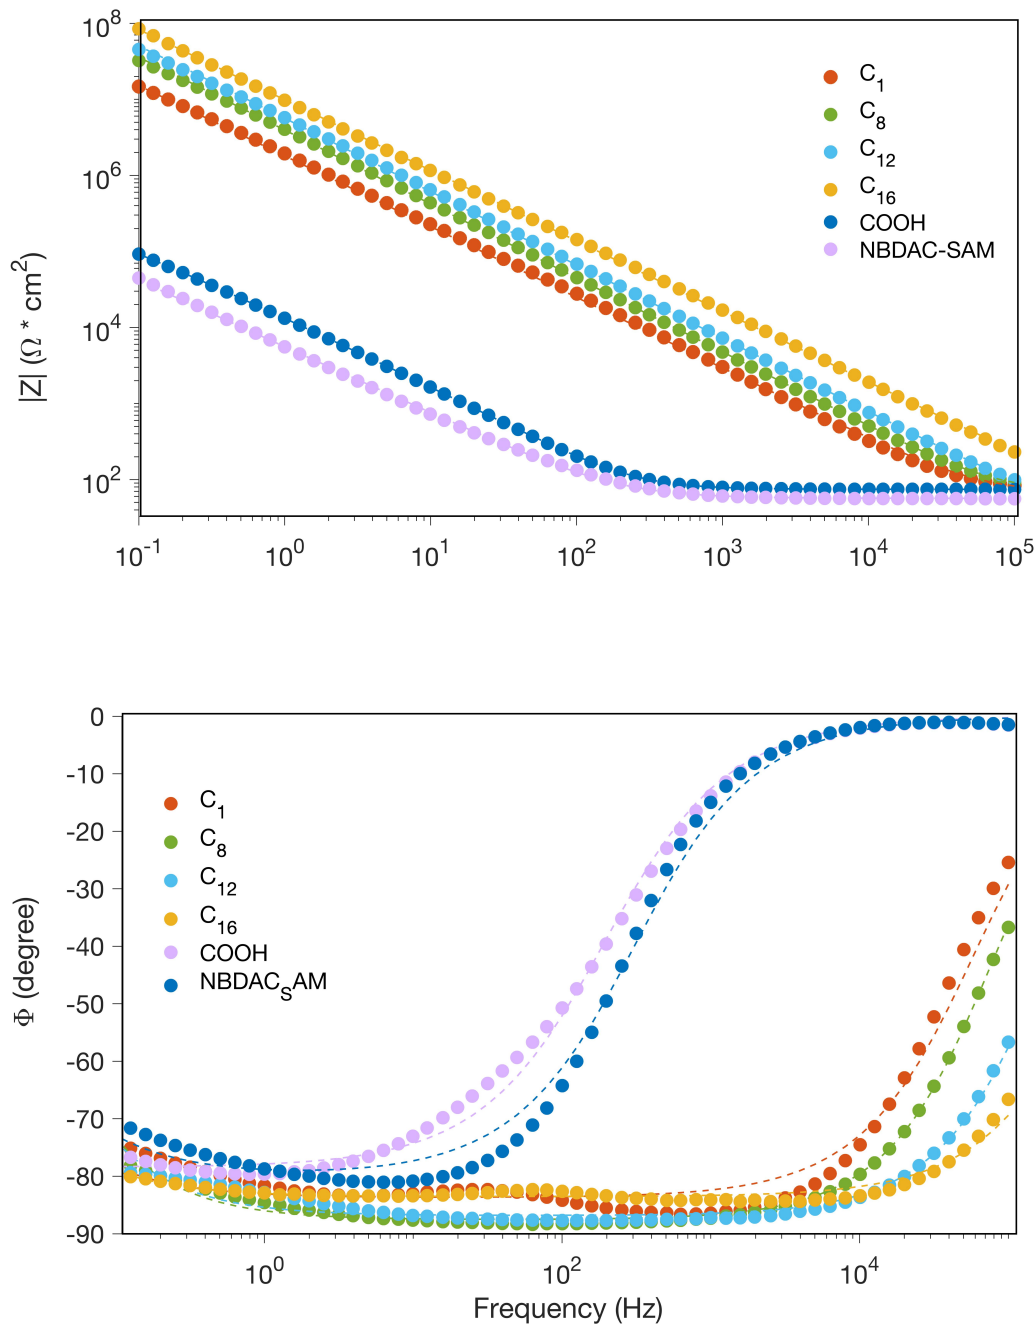 10^8
10^6
10^4
10^2
|Z| (Ω * cm^2)
C_1
C_8
C_12
C_16
COOH
NBDAC-SAM
10^-1 10^0 10^1 10^2 10^3 10^4 10^5
0
-10
-20
-30
-40
-50
-60
-70
-80
-90
Φ (degree)
C_1
C_8
C_12
C_16
COOH
NBDAC_SAM
10^0 10^2 10^4
Frequency (Hz)